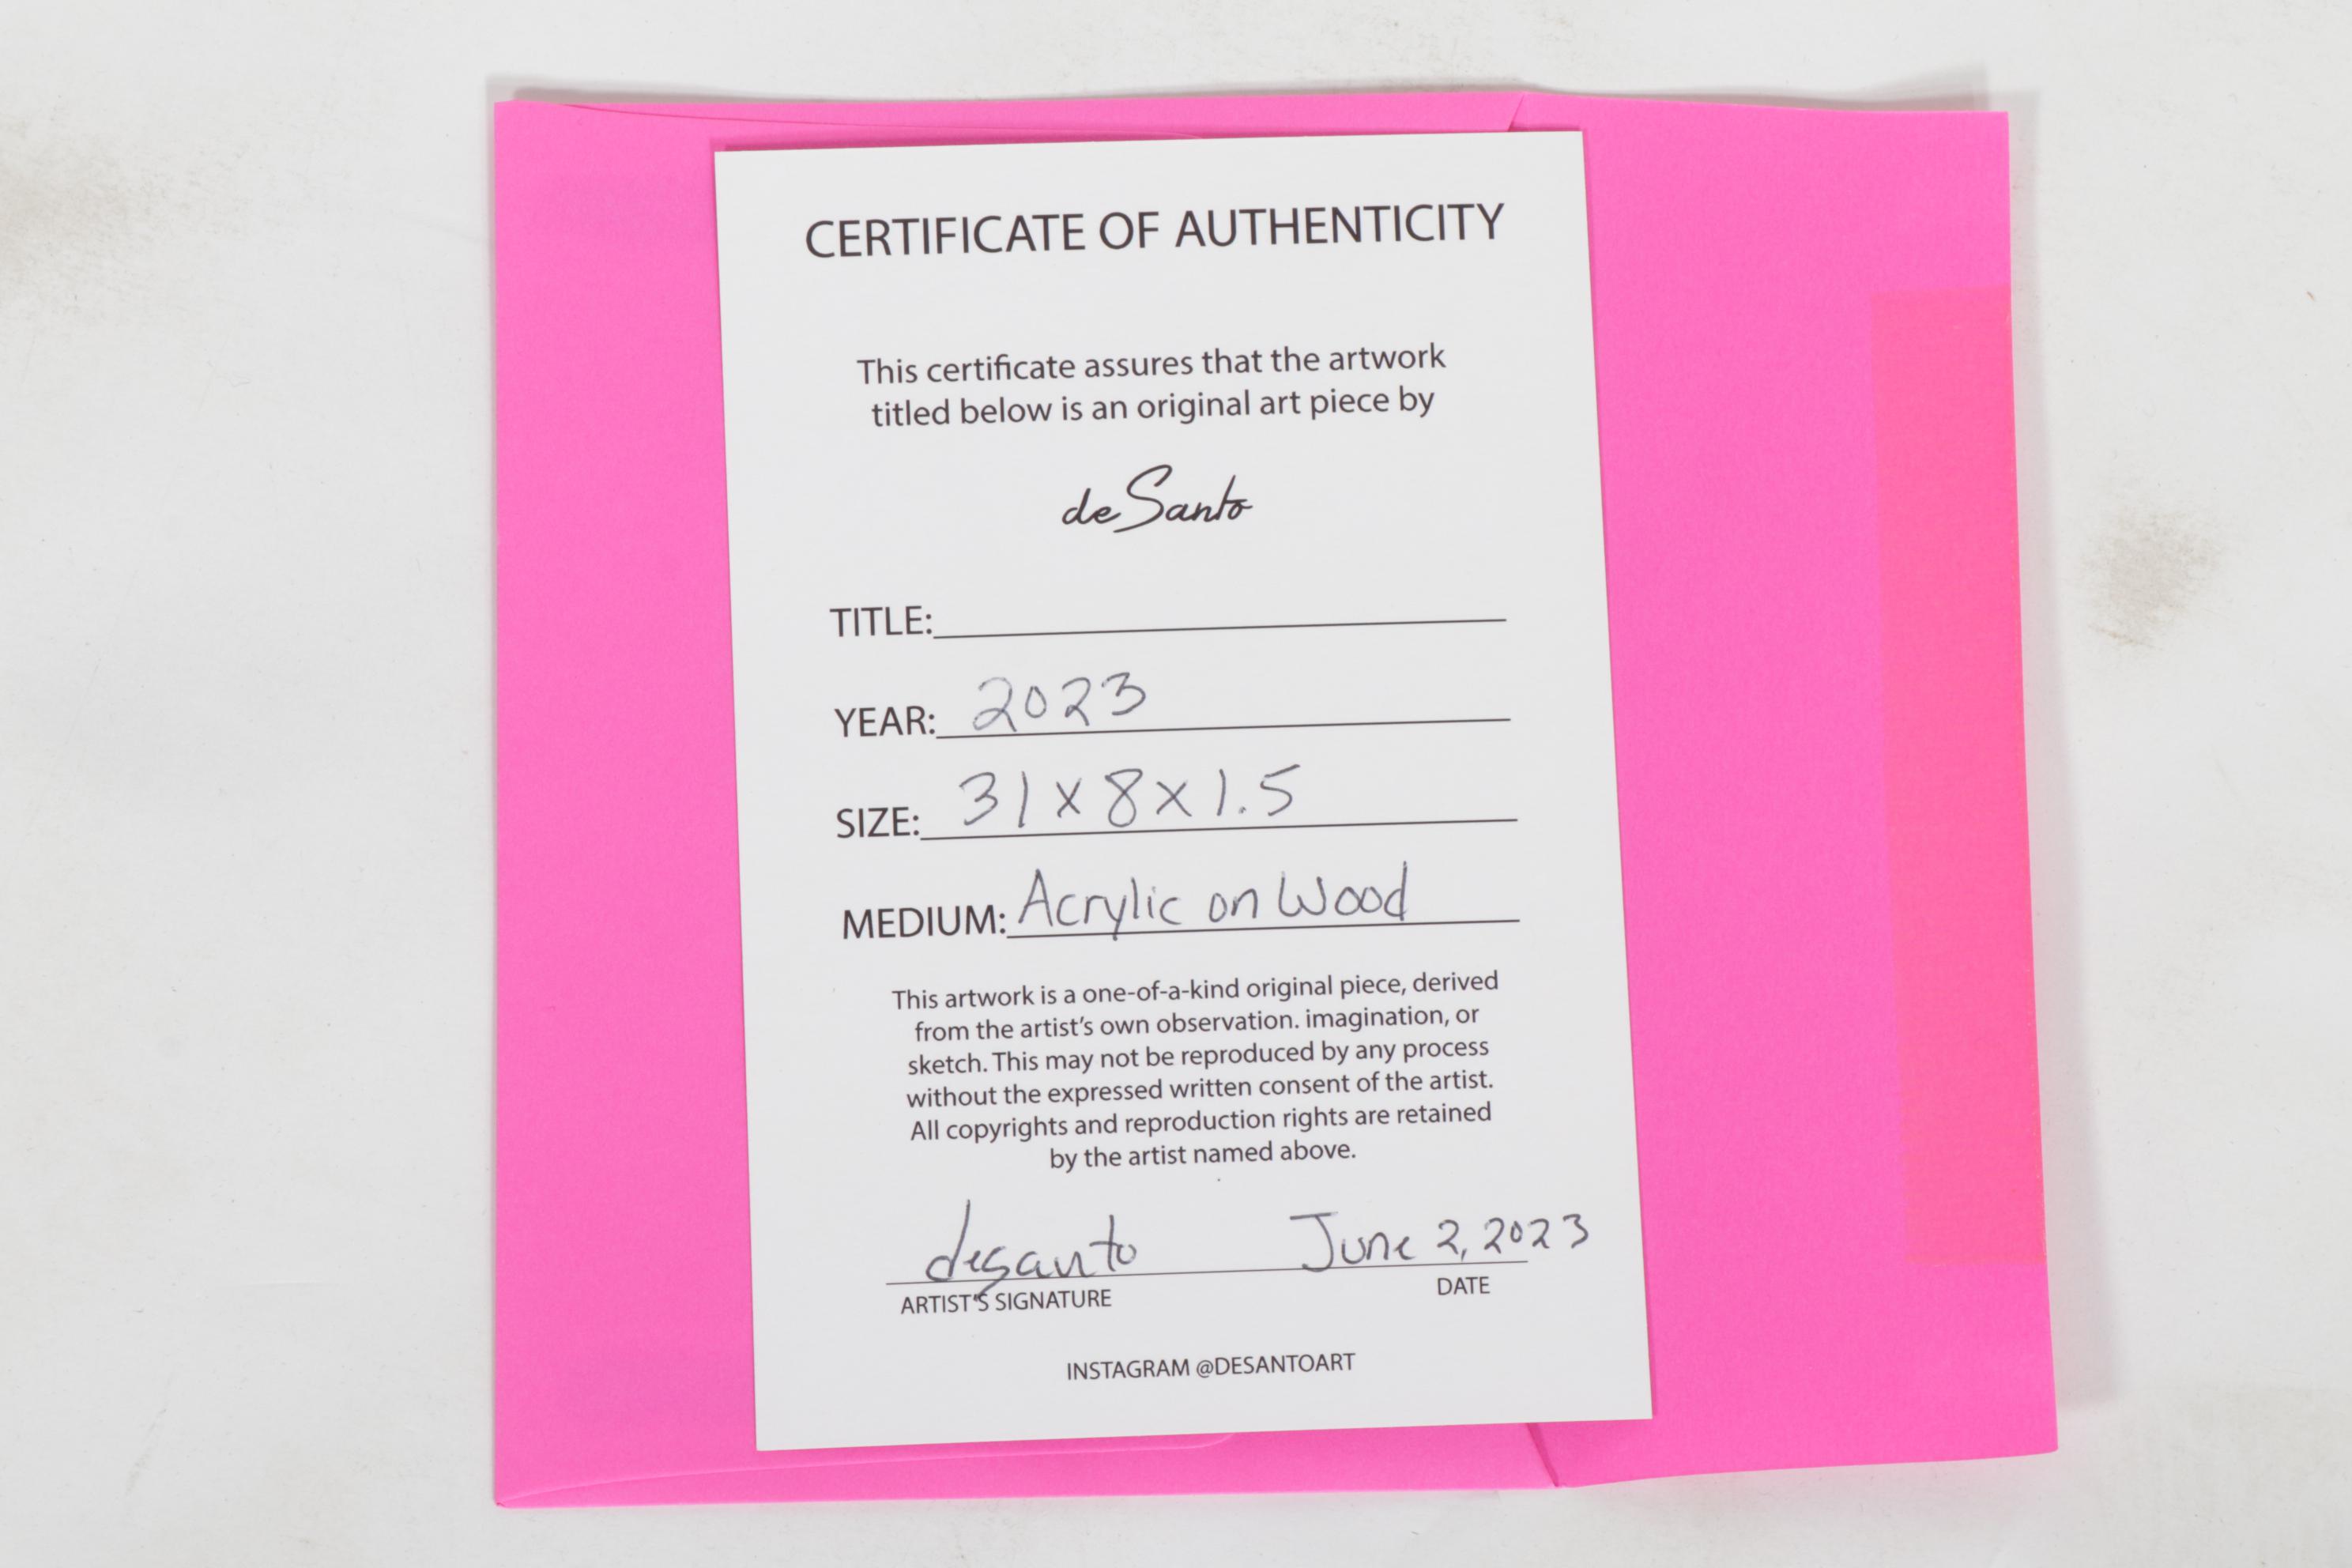 CERTIFICATE OF AUTHENTICITY
This certificate assures that the artwork
titled below is an original art piece by
deSanto
TITLE:
YEAR: 2023
SIZE: 31 x 8 x 1.5
MEDIUM: Acrylic on Wood
This artwork is a one-of-a-kind original piece, derived
from the artist's own observation. imagination, or
sketch. This may not be reproduced by any process
without the expressed written consent of the artist.
All copyrights and reproduction rights are retained
by the artist named above.
desanto June 2, 2023
ARTIST'S SIGNATURE DATE
INSTAGRAM @DESANTOART